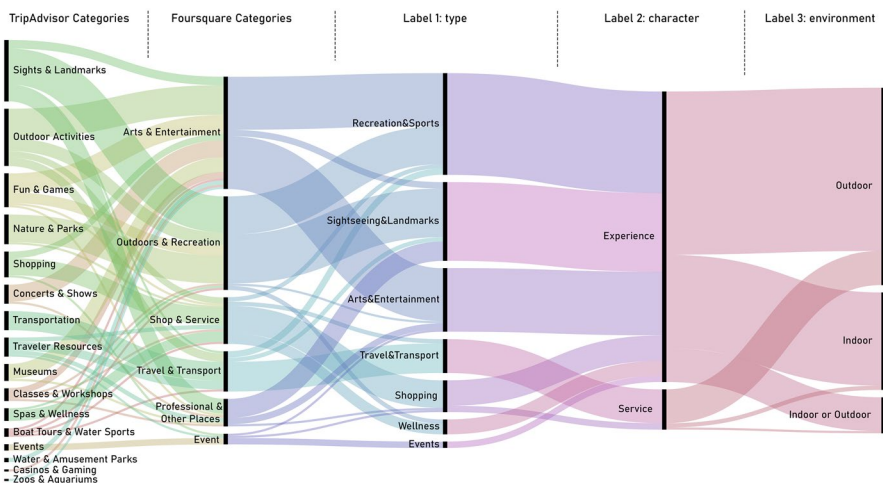 TripAdvisor Categories
Foursquare Categories
Label 1: type
Label 2: character
Label 3: environment
Sights & Landmarks
Outdoor Activities
Fun & Games
Nature & Parks
Shopping
Concerts & Shows
Transportation
Traveler Resources
Museums
Classes & Workshops
Spas & Wellness
Boat Tours & Water Sports
Events
Water & Amusement Parks
Casinos & Gaming
Zoos & Aquariums
Arts & Entertainment
Outdoors & Recreation
Shop & Service
Travel & Transport
Professional &
Other Places
Event
Recreation&Sports
Sightseeing&Landmarks
Arts&Entertainment
Travel&Transport
Shopping
Wellness
Events
Experience
Service
Outdoor
Indoor
Indoor or Outdoor